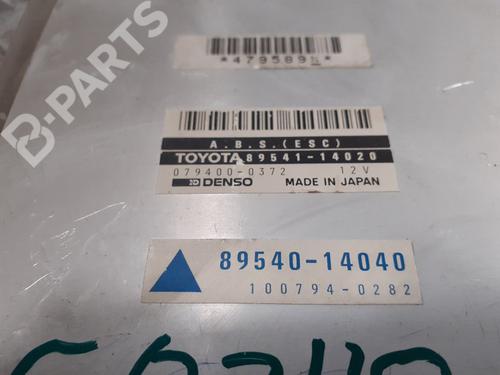 B-PARTS
*479589*
A.B.S.(ESC)
TOYOTA 89541-14020
079400-0372 12V
DENSO MADE IN JAPAN
89540-14040
100794-0282